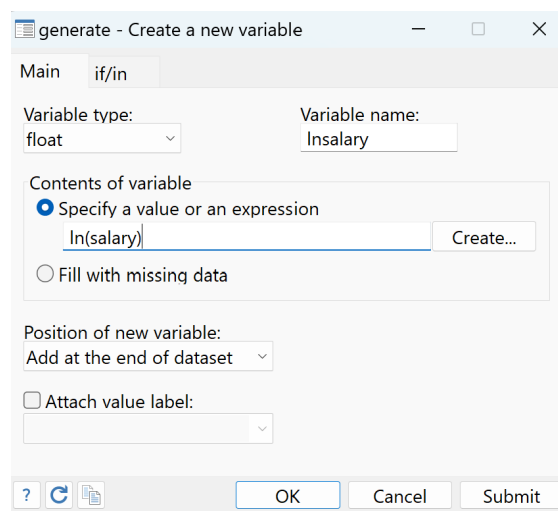 generate - Create a new variable
Main if/in
Variable type: Variable name:
float lnsalary
Contents of variable
Specify a value or an expression
ln(salary) Create...
Fill with missing data
Position of new variable:
Add at the end of dataset
Attach value label:
? OK Cancel Submit